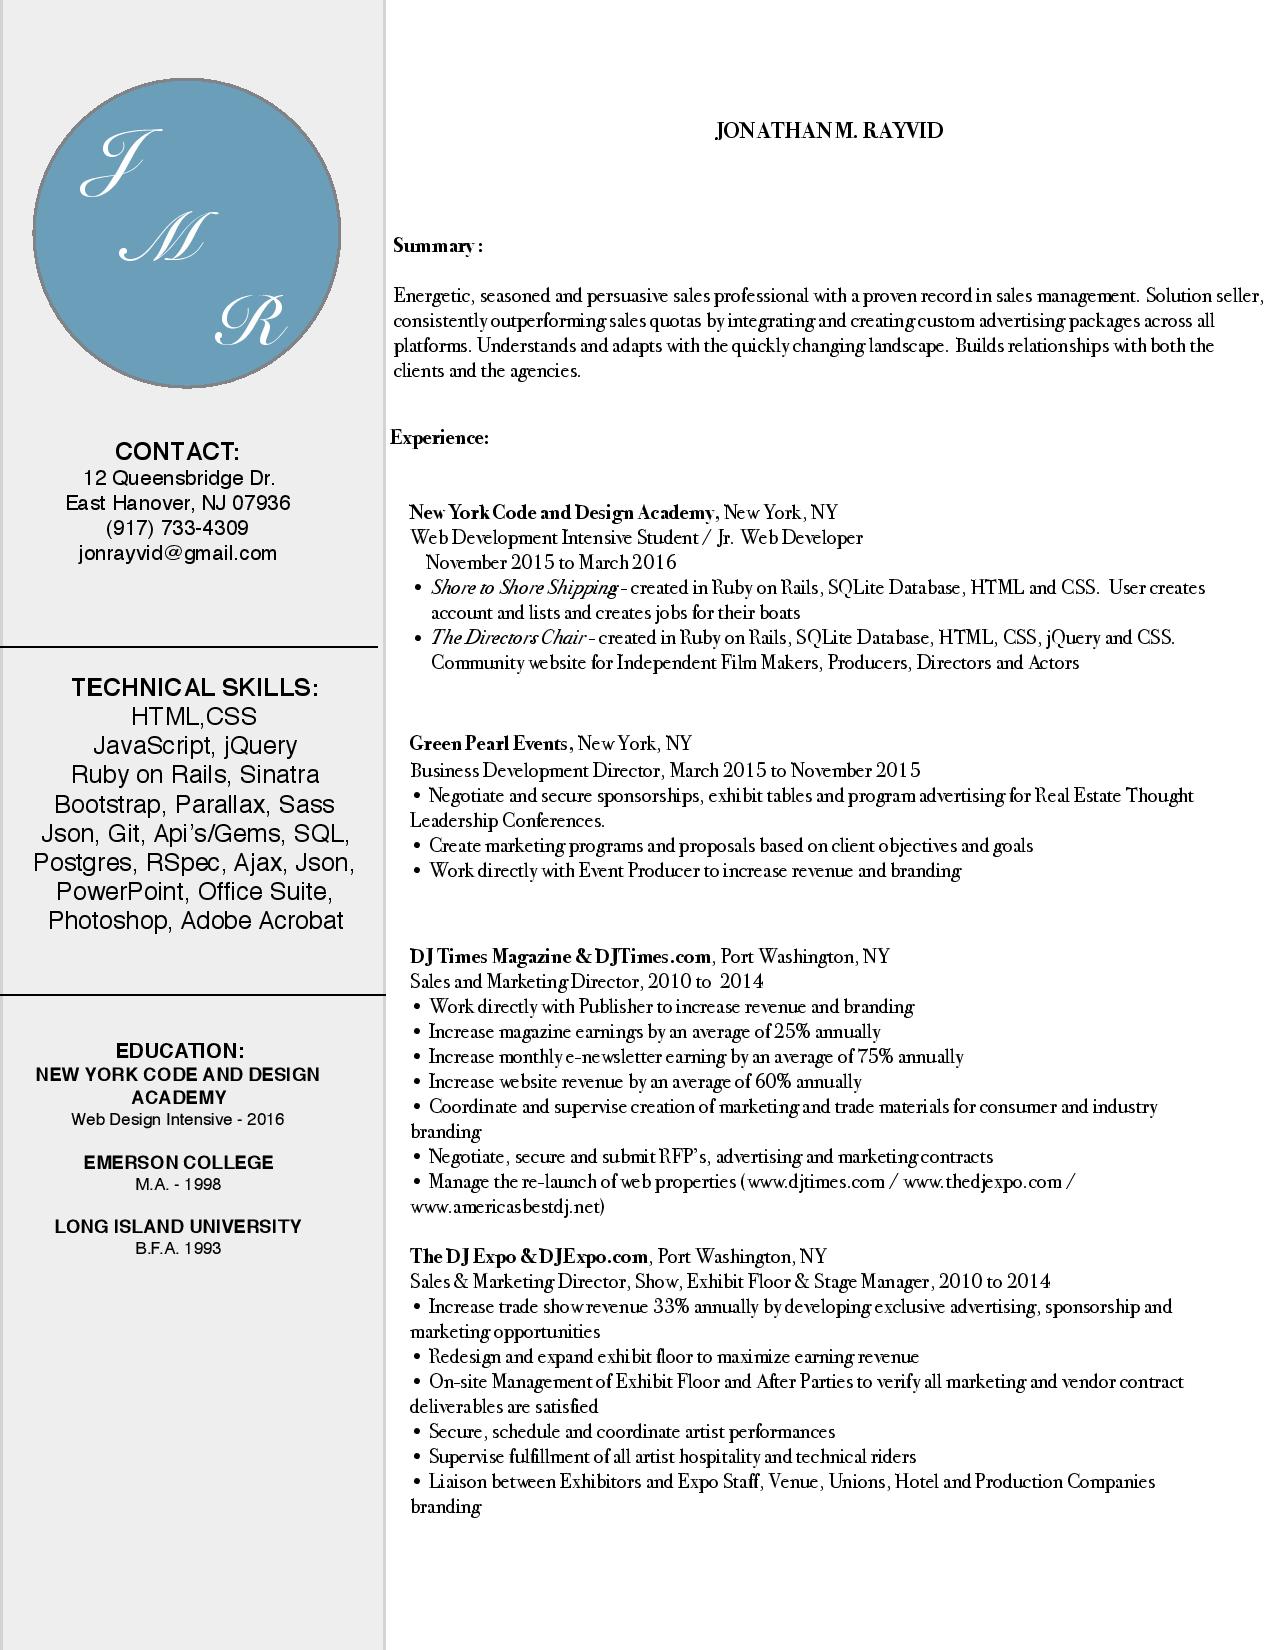 J
M
R
CONTACT:
12 Queensbridge Dr.
East Hanover, NJ 07936
(917) 733-4309
jonrayvid@gmail.com
TECHNICAL SKILLS:
HTML,CSS
JavaScript, jQuery
Ruby on Rails, Sinatra
Bootstrap, Parallax, Sass
Json, Git, Api's/Gems, SQL,
Postgres, RSpec, Ajax, Json,
PowerPoint, Office Suite,
Photoshop, Adobe Acrobat
EDUCATION:
NEW YORK CODE AND DESIGN
ACADEMY
Web Design Intensive - 2016
EMERSON COLLEGE
M.A. - 1998
LONG ISLAND UNIVERSITY
B.F.A. 1993
JONATHAN M. RAYVID
Summary :
Energetic, seasoned and persuasive sales professional with a proven record in sales management. Solution seller,
consistently outperforming sales quotas by integrating and creating custom advertising packages across all
platforms. Understands and adapts with the quickly changing landscape. Builds relationships with both the
clients and the agencies.
Experience:
New York Code and Design Academy, New York, NY
Web Development Intensive Student / Jr. Web Developer
November 2015 to March 2016
• Shore to Shore Shipping - created in Ruby on Rails, SQLite Database, HTML and CSS. User creates
account and lists and creates jobs for their boats
• The Directors Chair - created in Ruby on Rails, SQLite Database, HTML, CSS, jQuery and CSS.
Community website for Independent Film Makers, Producers, Directors and Actors
Green Pearl Events, New York, NY
Business Development Director, March 2015 to November 2015
• Negotiate and secure sponsorships, exhibit tables and program advertising for Real Estate Thought
Leadership Conferences.
• Create marketing programs and proposals based on client objectives and goals
• Work directly with Event Producer to increase revenue and branding
DJ Times Magazine & DJTimes.com, Port Washington, NY
Sales and Marketing Director, 2010 to 2014
• Work directly with Publisher to increase revenue and branding
• Increase magazine earnings by an average of 25% annually
• Increase monthly e-newsletter earning by an average of 75% annually
• Increase website revenue by an average of 60% annually
• Coordinate and supervise creation of marketing and trade materials for consumer and industry
branding
• Negotiate, secure and submit RFP's, advertising and marketing contracts
• Manage the re-launch of web properties (www.djtimes.com / www.thedjexpo.com /
www.americasbestdj.net)
The DJ Expo & DJExpo.com, Port Washington, NY
Sales & Marketing Director, Show, Exhibit Floor & Stage Manager, 2010 to 2014
• Increase trade show revenue 33% annually by developing exclusive advertising, sponsorship and
marketing opportunities
• Redesign and expand exhibit floor to maximize earning revenue
• On-site Management of Exhibit Floor and After Parties to verify all marketing and vendor contract
deliverables are satisfied
• Secure, schedule and coordinate artist performances
• Supervise fulfillment of all artist hospitality and technical riders
• Liaison between Exhibitors and Expo Staff, Venue, Unions, Hotel and Production Companies
branding